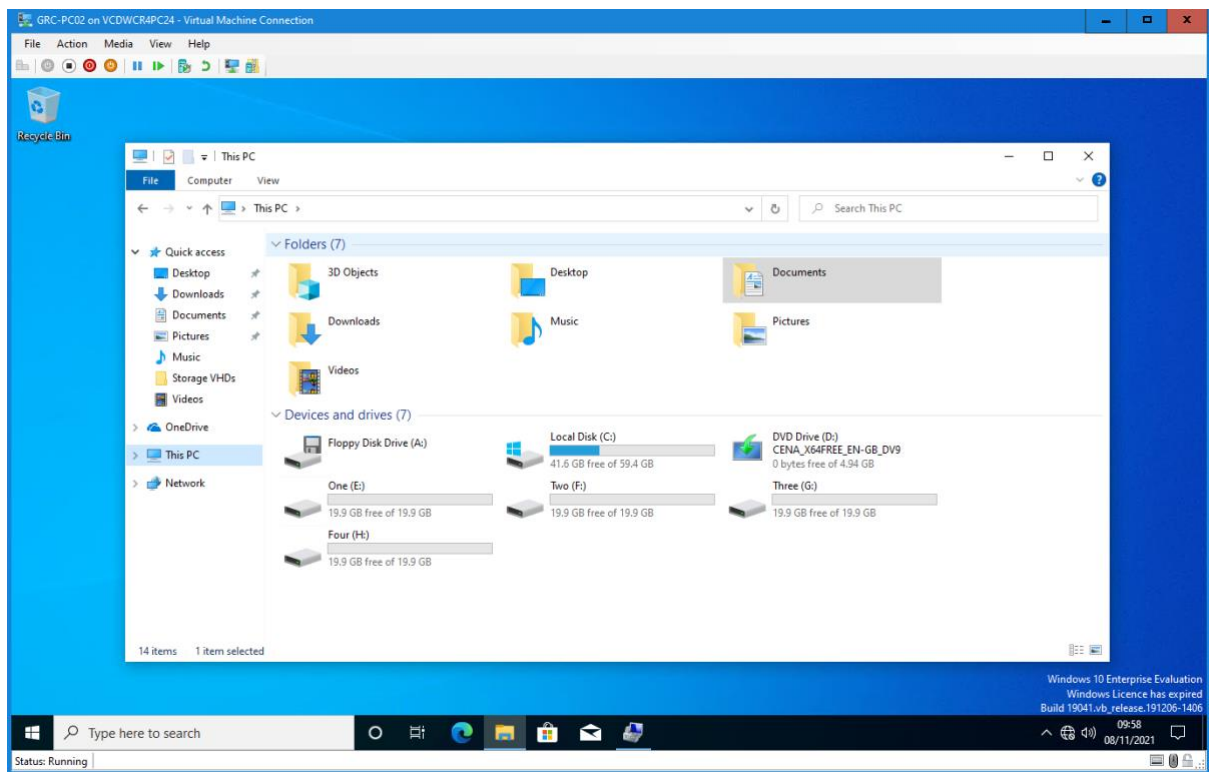 GRC-PC02 on VCDWCR4PC24 - Virtual Machine Connection
File Action Media View Help
Recycle Bin
This PC
File Computer View
This PC
Search This PC
Quick access
Desktop
Downloads
Documents
Pictures
Music
Storage VHDs
Videos
OneDrive
This PC
Network
Folders (7)
3D Objects
Desktop
Documents
Downloads
Music
Pictures
Videos
Devices and drives (7)
Floppy Disk Drive (A:)
Local Disk (C:)
41.6 GB free of 59.4 GB
DVD Drive (D:)
CENA_X64FREE_EN-GB_DV9
0 bytes free of 4.94 GB
One (E:)
19.9 GB free of 19.9 GB
Two (F:)
19.9 GB free of 19.9 GB
Three (G:)
19.9 GB free of 19.9 GB
Four (H:)
19.9 GB free of 19.9 GB
14 items 1 item selected
Windows 10 Enterprise Evaluation
Windows Licence has expired
Build 19041.vb_release.191206-1406
Type here to search
09:58
08/11/2021
Status: Running